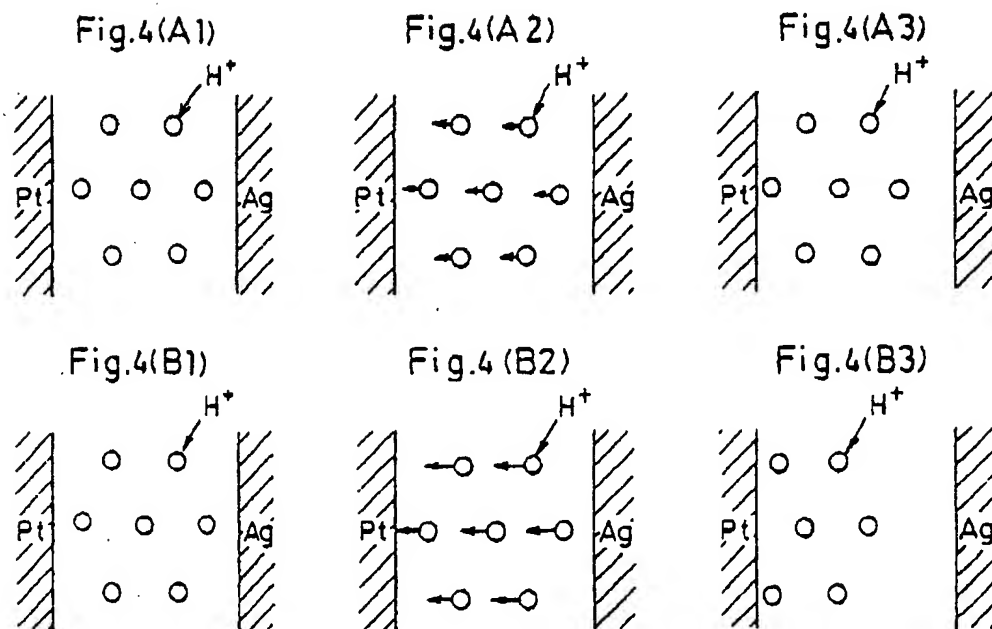 Fig.4(A1) Fig.4(A2) Fig.4(A3)
H⁺ H⁺ H⁺
Pt Ag Pt Ag Pt Ag
Fig.4(B1) Fig.4(B2) Fig.4(B3)
H⁺ H⁺ H⁺
Pt Ag Pt Ag Pt Ag